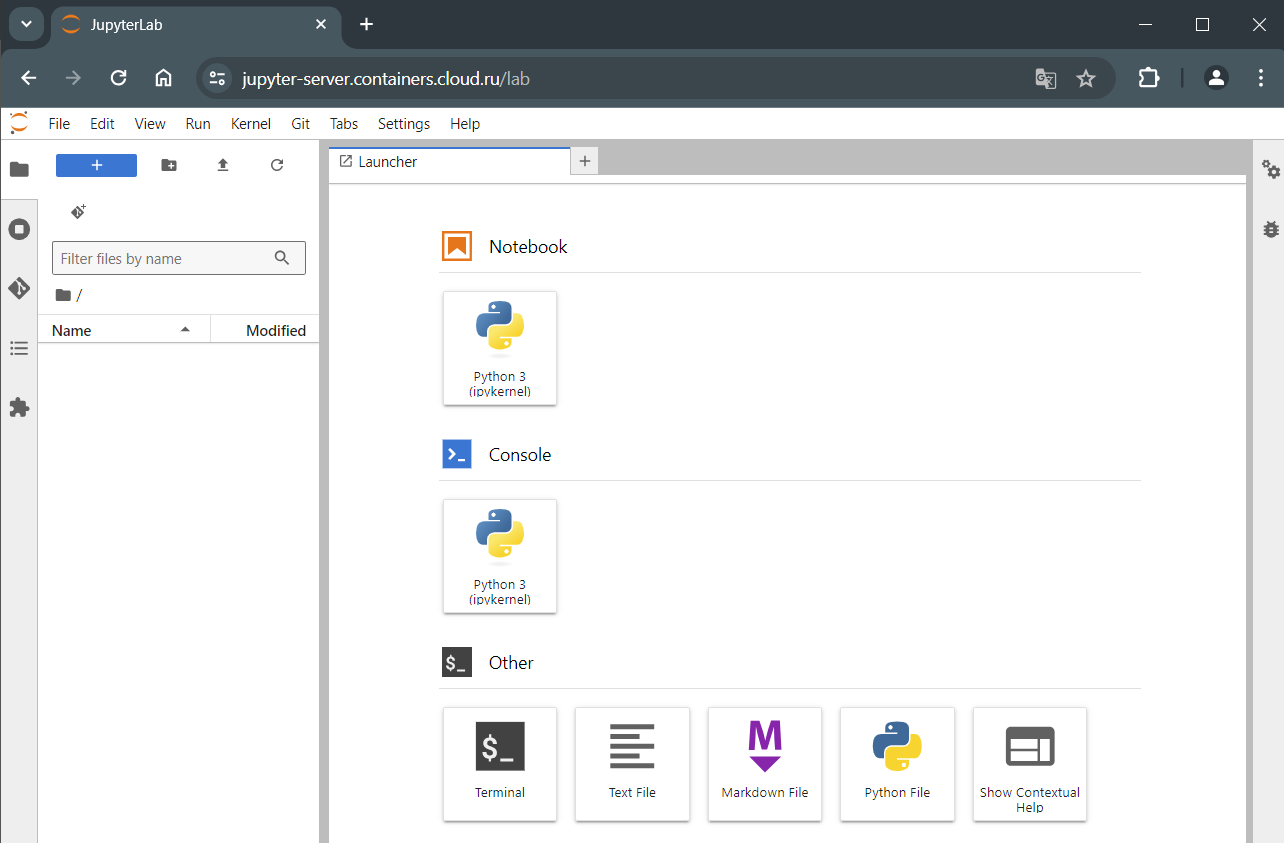 JupyterLab
jupyter-server.containers.cloud.ru/lab
File Edit View Run Kernel Git Tabs Settings Help
Launcher
Filter files by name
/
Name Modified
Notebook
Python 3
(ipykernel)
Console
Python 3
(ipykernel)
$_ Other
$_
Terminal
Text File
M
Markdown File
Python File
Show Contextual
Help